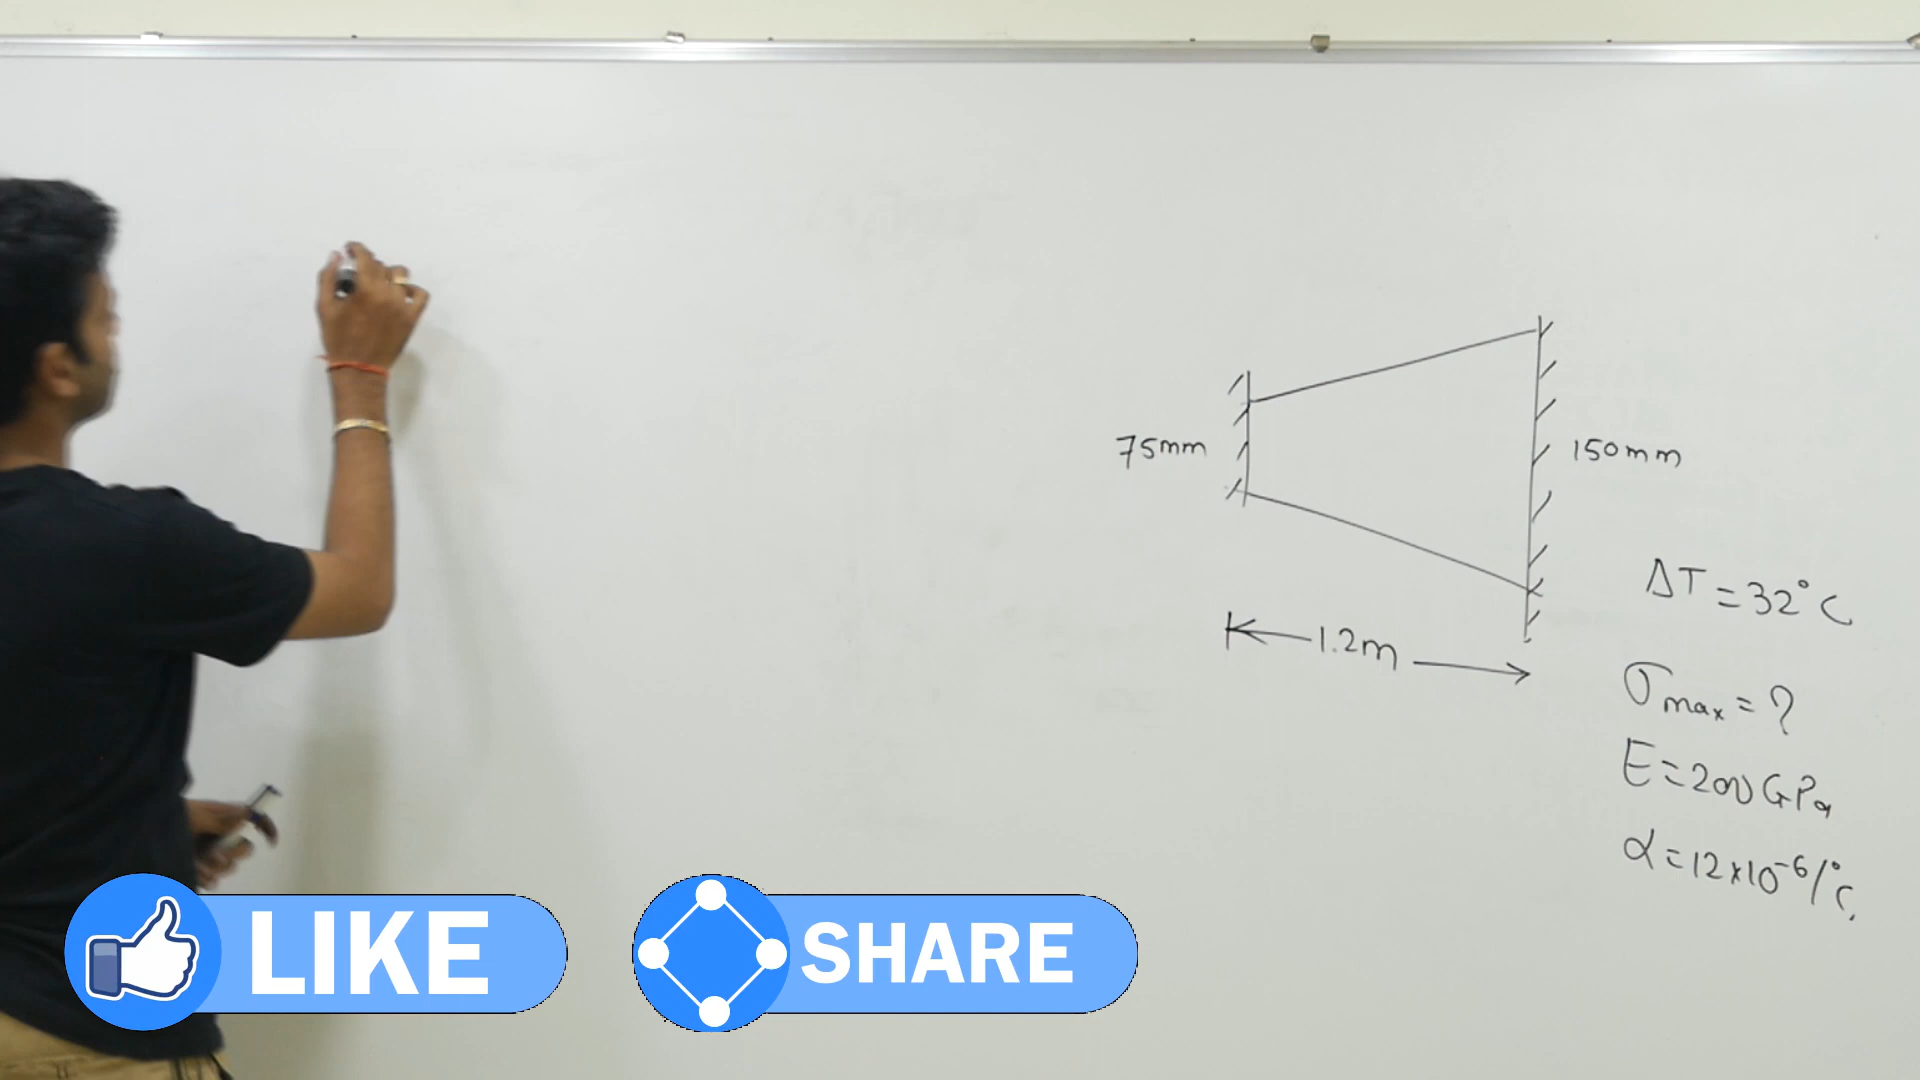 75mm
150mm
1.2m
ΔT = 32°C
σmax = ?
E = 200 GPa
α = 12×10⁻⁶/°C.
LIKE
SHARE